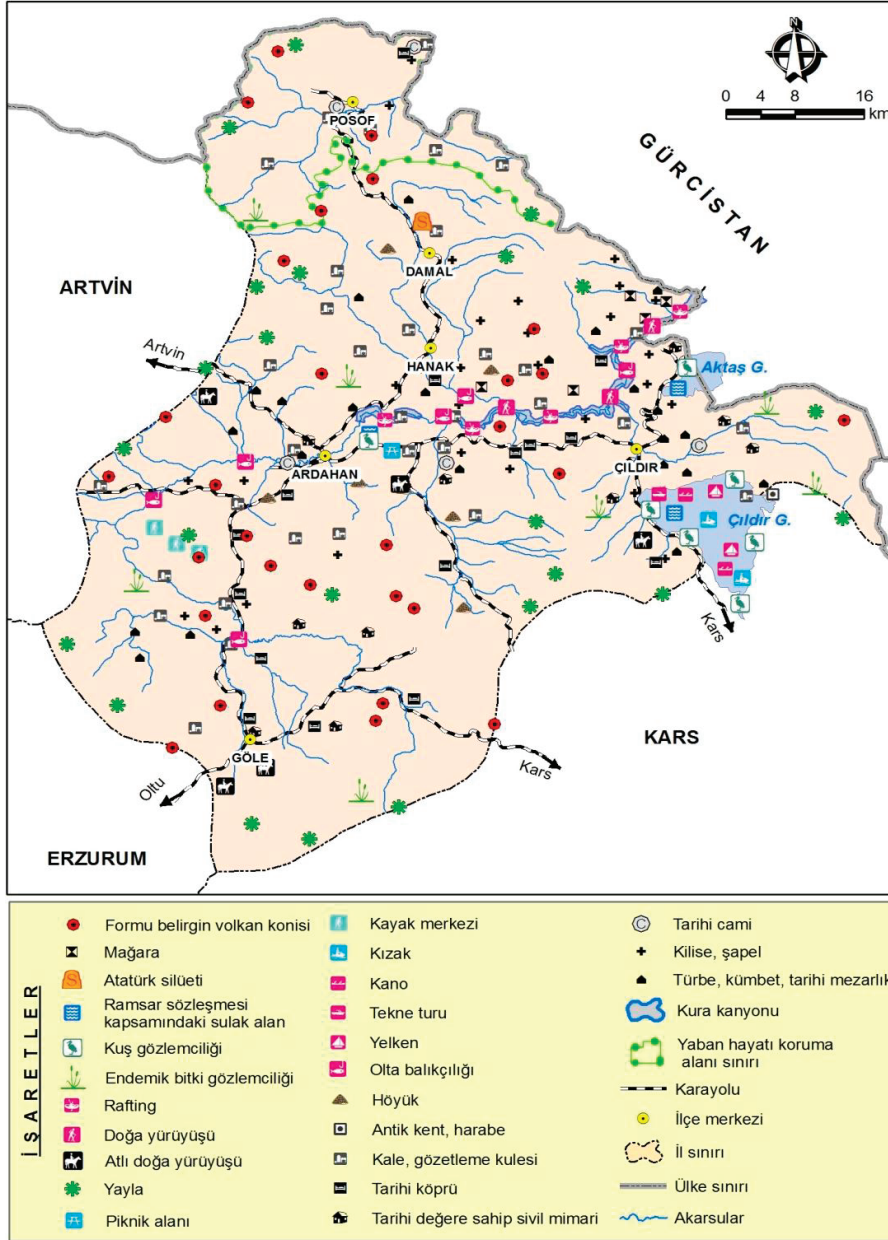 0 4 8 16
km
GÜRCİSTAN
POSOF
DAMAL
ARTVİN
Artvin
HANAK
Aktaş G.
ARDAHAN
ÇILDIR
Çıldır G.
Kars
GÖLE
Oltu
Kars
KARS
ERZURUM
İŞARETLER
Formu belirgin volkan konisi
Mağara
Atatürk silüeti
Ramsar sözleşmesi
kapsamındaki sulak alan
Kuş gözlemciliği
Endemik bitki gözlemciliği
Rafting
Doğa yürüyüşü
Atlı doğa yürüyüşü
Yayla
Piknik alanı
Kayak merkezi
Kızak
Kano
Tekne turu
Yelken
Olta balıkçılığı
Höyük
Antik kent, harabe
Kale, gözetleme kulesi
Tarihi köprü
Tarihi değere sahip sivil mimari
Tarihi cami
Kilise, şapel
Türbe, kümbet, tarihi mezarlık
Kura kanyonu
Yaban hayatı koruma
alanı sınırı
Karayolu
İlçe merkezi
İl sınırı
Ülke sınırı
Akarsular